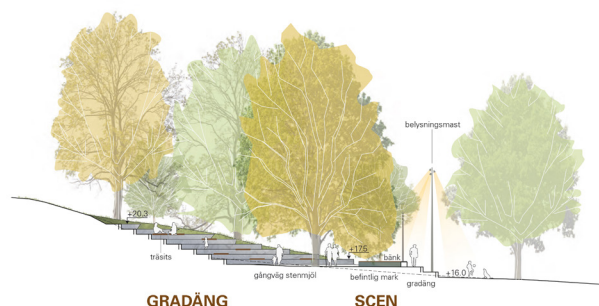 belysningsmast
+20.3
träsits
+17.5
bänk
gångväg stenmjöl
befintlig mark
+16.0
gradäng
GRADÄNG
SCEN